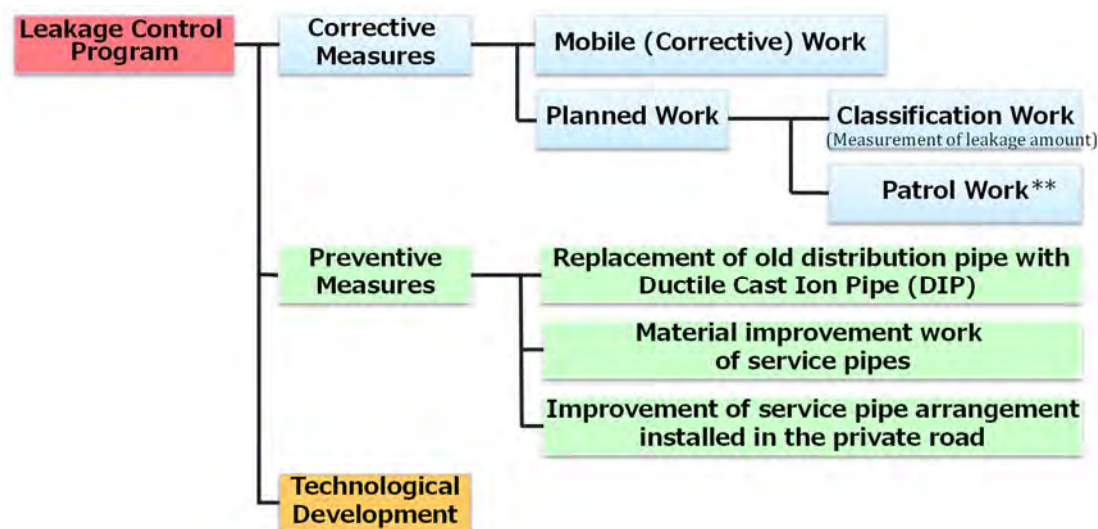 Leakage Control
Program
Corrective
Measures
Mobile (Corrective) Work
Planned Work
Classification Work
(Measurement of leakage amount)
Patrol Work**
Preventive
Measures
Replacement of old distribution pipe with
Ductile Cast Ion Pipe (DIP)
Material improvement work
of service pipes
Improvement of service pipe arrangement
installed in the private road
Technological
Development